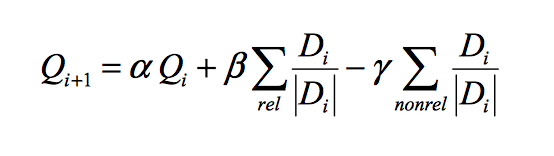 Q_{i+1} = α Q_i + β ∑_{rel} D_i / |D_i| − γ ∑_{nonrel} D_i / |D_i|